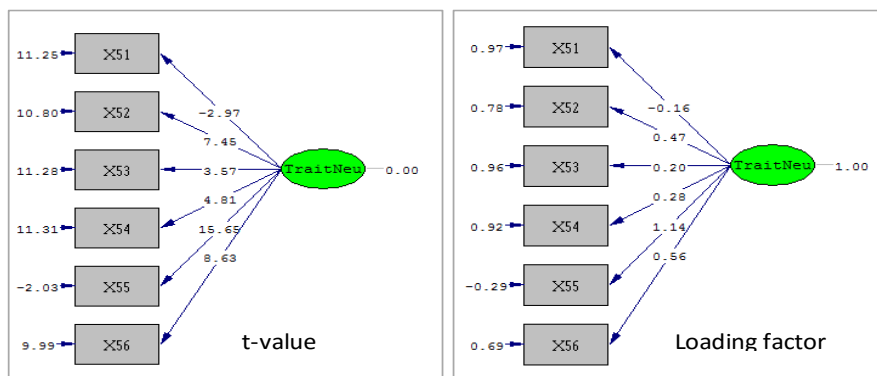 11.25
X51
-2.97
10.80
X52
7.45
11.28
X53
3.57
TraitNeu
0.00
11.31
X54
4.81
15.65
-2.03
X55
8.63
9.99
X56
t-value
0.97
X51
-0.16
0.78
X52
0.47
0.96
X53
0.20
TraitNeu
1.00
0.92
X54
0.28
1.14
-0.29
X55
0.56
0.69
X56
Loading factor